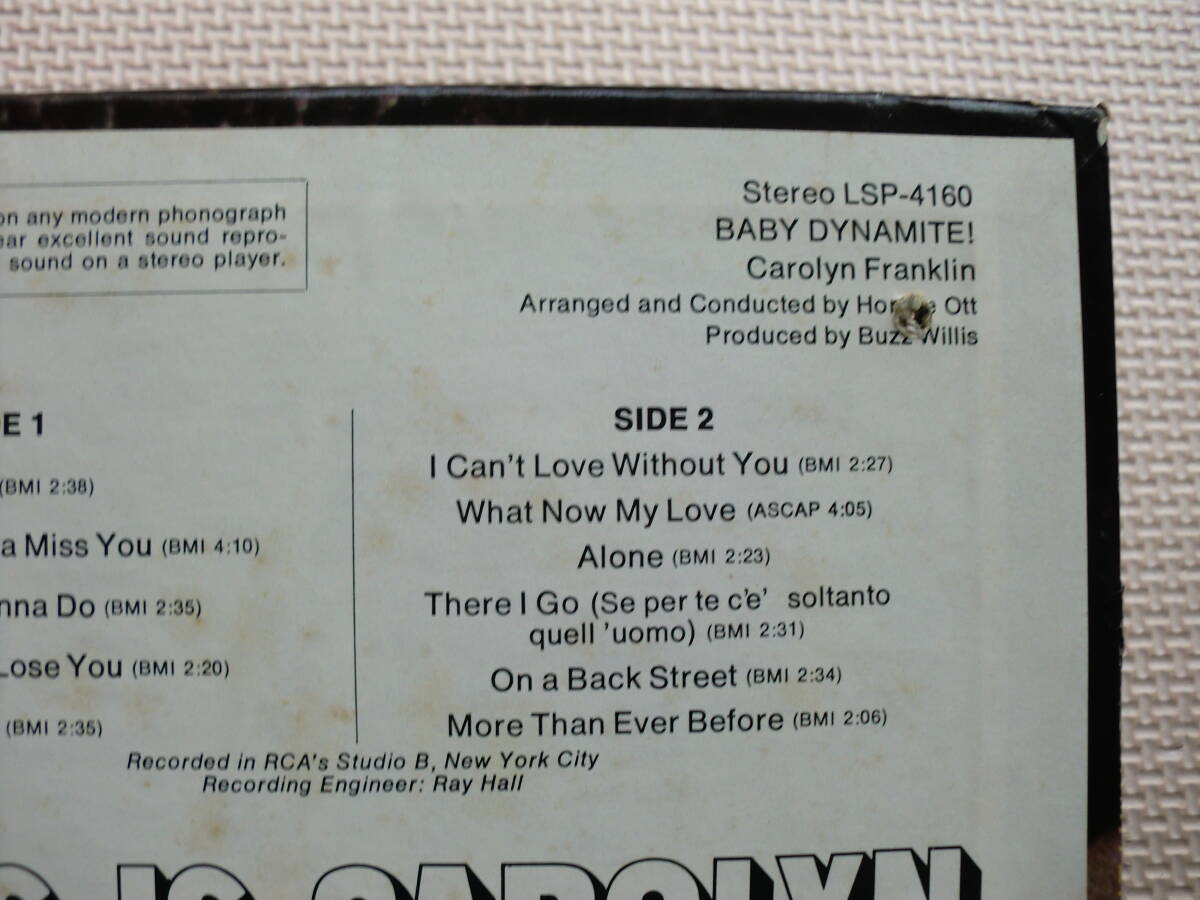 on any modern phonograph
ear excellent sound repro-
sound on a stereo player.
Stereo LSP-4160
BABY DYNAMITE!
Carolyn Franklin
Arranged and Conducted by Ott
Produced by Buzz Willis
E 1
(BMI 2:38)
a Miss You (BMI 4:10)
nna Do (BMI 2:35)
Lose You (BMI 2:20)
(BMI 2:35)
SIDE 2
I Can't Love Without You (BMI 2:27)
What Now My Love (ASCAP 4:05)
Alone (BMI 2:23)
There I Go (Se per te c'e' soltanto
quell 'uomo) (BMI 2:31)
On a Back Street (BMI 2:34)
More Than Ever Before (BMI 2:06)
Recorded in RCA's Studio B, New York City
Recording Engineer: Ray Hall
IS CAROLYN